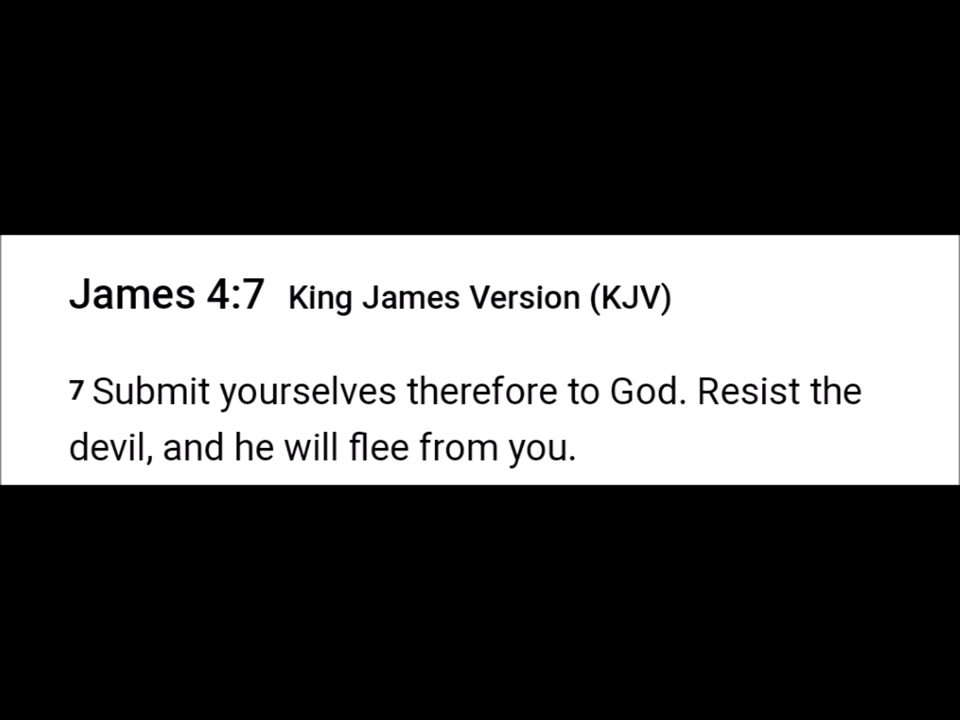 James 4:7 King James Version (KJV)
7 Submit yourselves therefore to God. Resist the
devil, and he will flee from you.